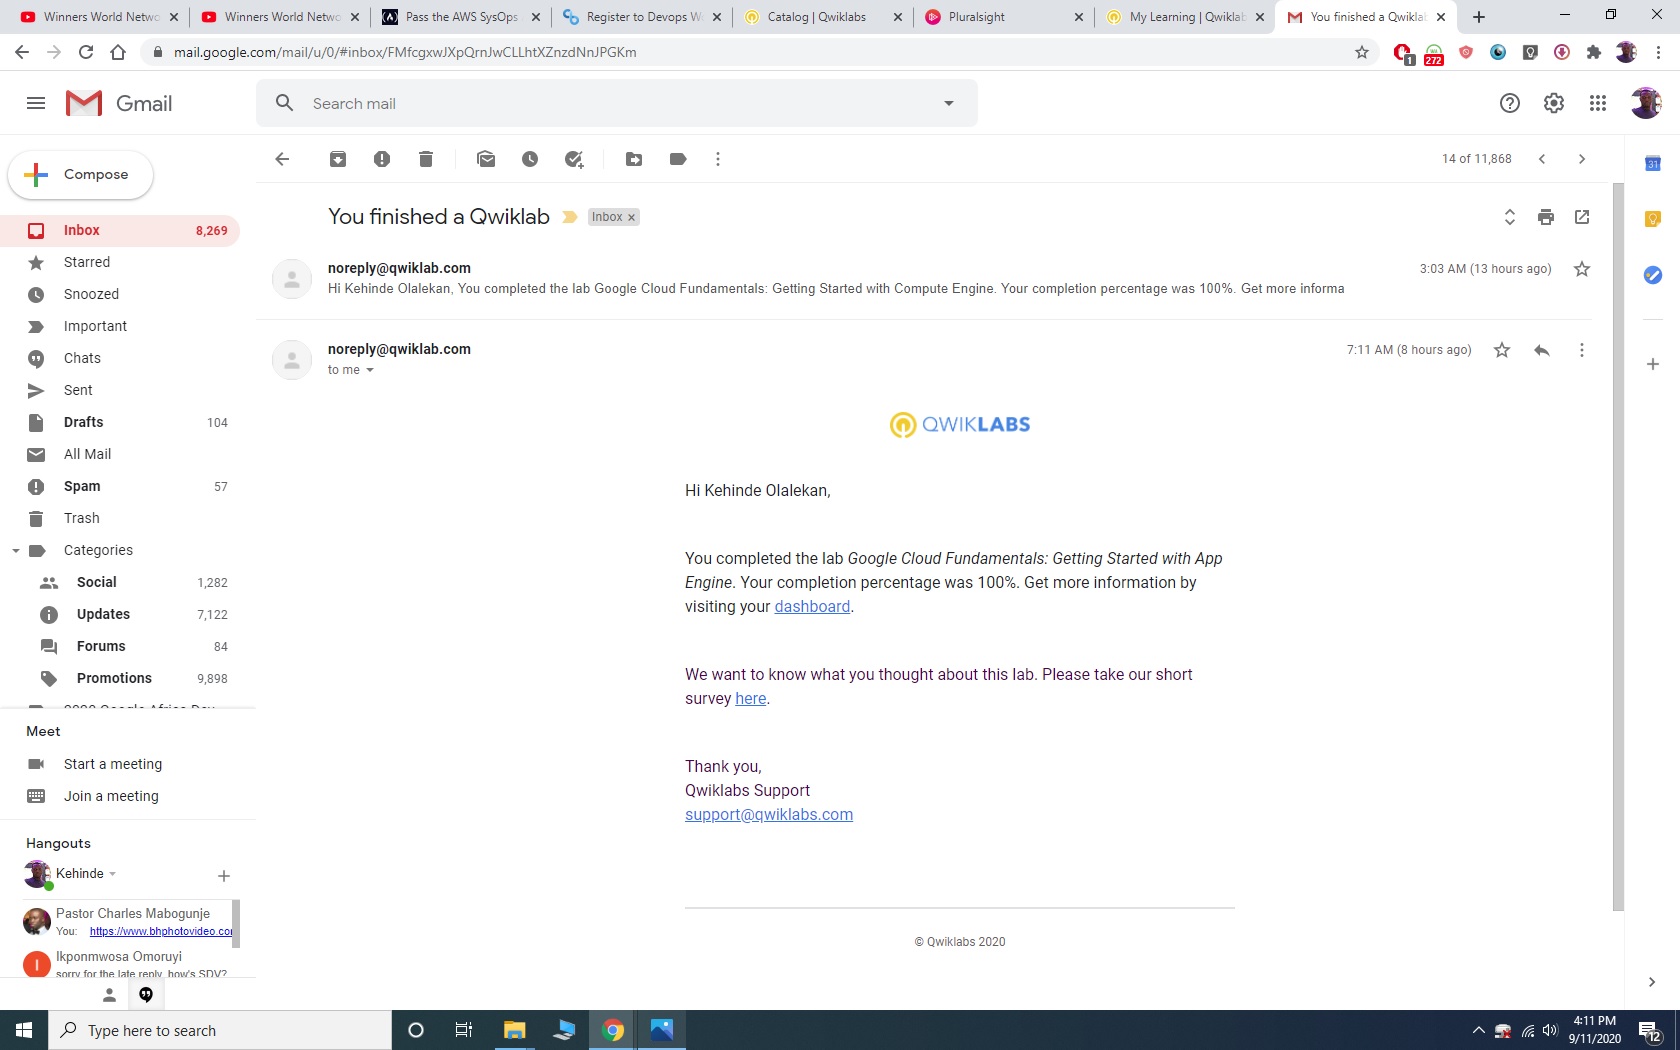 Winners World Netwo
Winners World Netwo
Pass the AWS SysOps
Register to Devops W
Catalog | Qwiklabs
Pluralsight
My Learning | Qwiklab
You finished a Qwikla
mail.google.com/mail/u/0/#inbox/FMfcgxwJXpQrnJwCLLhtXZnzdNnJPGKm
1
272
Gmail
Search mail
Compose
14 of 11,868
31
Inbox 8,269
Starred
Snoozed
Important
Chats
Sent
Drafts 104
All Mail
Spam 57
Trash
Categories
Social 1,282
Updates 7,122
Forums 84
Promotions 9,898
2020 Google Africa Dev
Meet
Start a meeting
Join a meeting
Hangouts
Kehinde
Pastor Charles Mabogunje
You: https://www.bhphotovideo.co
I
Ikponmwosa Omoruyi
sorry for the late reply, how's SDV?
You finished a Qwiklab
Inbox x
noreply@qwiklab.com
3:03 AM (13 hours ago)
Hi Kehinde Olalekan, You completed the lab Google Cloud Fundamentals: Getting Started with Compute Engine. Your completion percentage was 100%. Get more informa
noreply@qwiklab.com
7:11 AM (8 hours ago)
to me
QWIKLABS
Hi Kehinde Olalekan,
You completed the lab Google Cloud Fundamentals: Getting Started with App
Engine. Your completion percentage was 100%. Get more information by
visiting your dashboard.
We want to know what you thought about this lab. Please take our short
survey here.
Thank you,
Qwiklabs Support
support@qwiklabs.com
© Qwiklabs 2020
Type here to search
4:11 PM
9/11/2020
12